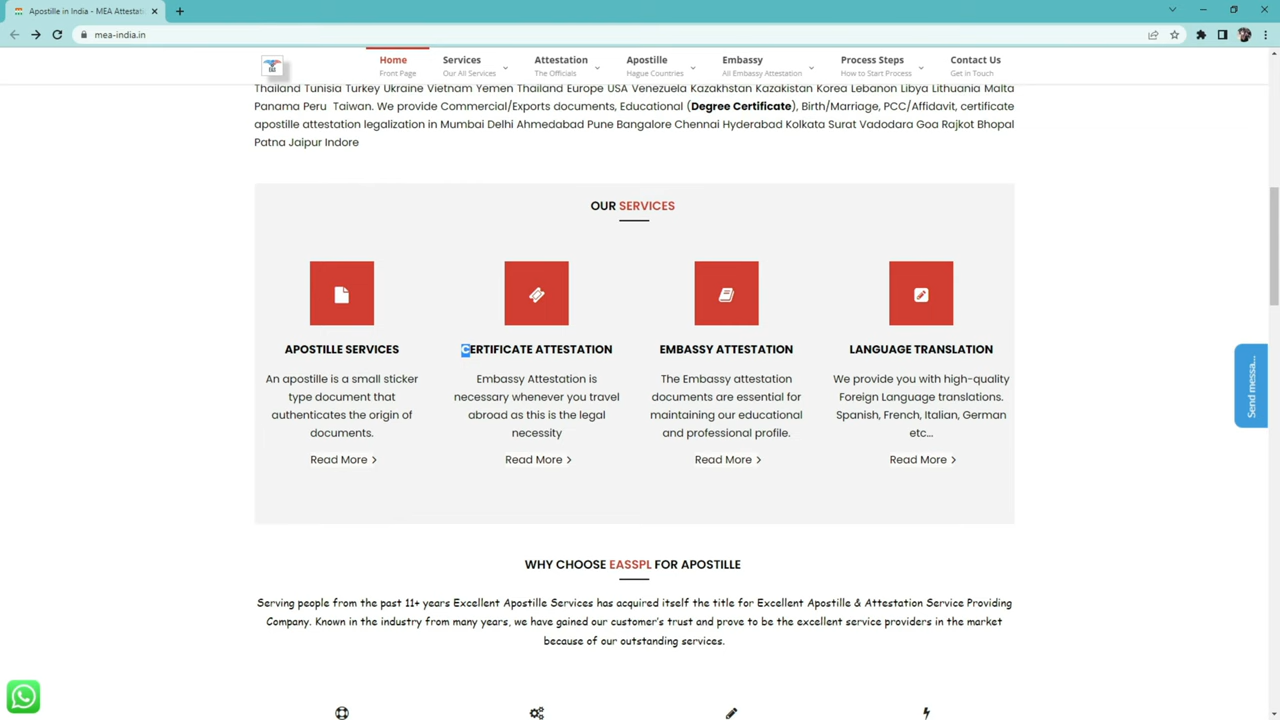 Apostille in India - MEA Attestati
mea-india.in
Home
Front Page
Services
Our All Services
Attestation
The Officials
Apostille
Hague Countries
Embassy
All Embassy Attestation
Process Steps
How to Start Process
Contact Us
Get in Touch
Thailand Tunisia Turkey Ukraine Vietnam Yemen Thailand Europe USA Venezuela Kazakhstan Kazakistan Korea Lebanon Libya Lithuania Malta
Panama Peru Taiwan. We provide Commercial/Exports documents, Educational (Degree Certificate), Birth/Marriage, PCC/Affidavit, certificate
apostille attestation legalization in Mumbai Delhi Ahmedabad Pune Bangalore Chennai Hyderabad Kolkata Surat Vadodara Goa Rajkot Bhopal
Patna Jaipur Indore
OUR SERVICES
APOSTILLE SERVICES
An apostille is a small sticker
type document that
authenticates the origin of
documents.
Read More
CERTIFICATE ATTESTATION
Embassy Attestation is
necessary whenever you travel
abroad as this is the legal
necessity
Read More
EMBASSY ATTESTATION
The Embassy attestation
documents are essential for
maintaining our educational
and professional profile.
Read More
LANGUAGE TRANSLATION
We provide you with high-quality
Foreign Language translations.
Spanish, French, Italian, German
etc...
Read More
Send messa...
WHY CHOOSE EASSPL FOR APOSTILLE
Serving people from the past 11+ years Excellent Apostille Services has acquired itself the title for Excellent Apostille & Attestation Service Providing
Company. Known in the industry from many years, we have gained our customer's trust and prove to be the excellent service providers in the market
because of our outstanding services.